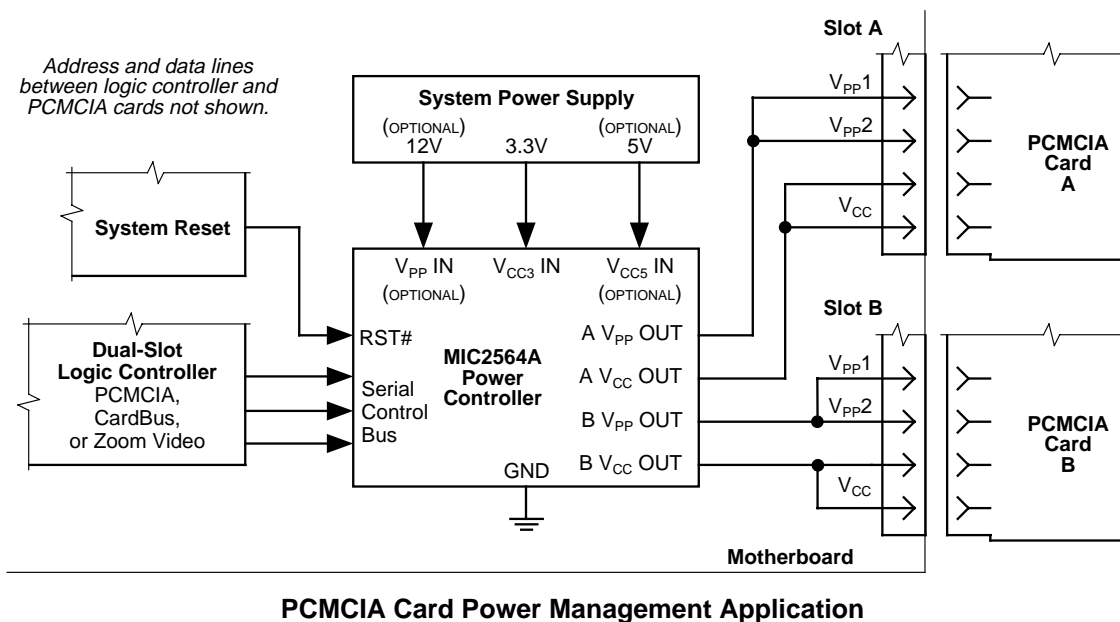 Address and data lines
between logic controller and
PCMCIA cards not shown.
System Power Supply
(OPTIONAL)
12V
3.3V
(OPTIONAL)
5V
System Reset
Dual-Slot
Logic Controller
PCMCIA,
CardBus,
or Zoom Video
VPP IN
(OPTIONAL)
VCC3 IN
VCC5 IN
(OPTIONAL)
RST#
Serial
Control
Bus
MIC2564A
Power
Controller
A VPP OUT
A VCC OUT
B VPP OUT
B VCC OUT
GND
Slot A
VPP1
VPP2
VCC
PCMCIA
Card
A
Slot B
VPP1
VPP2
VCC
PCMCIA
Card
B
Motherboard
PCMCIA Card Power Management Application